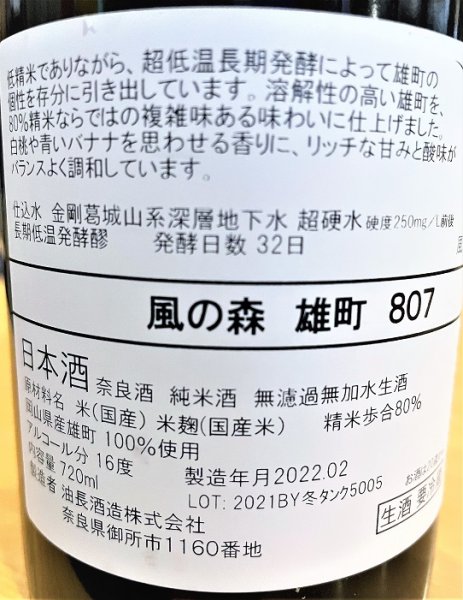 低精米でありながら、超低温長期発酵によって雄町の
個性を存分に引き出しています。溶解性の高い雄町を、
80%精米ならではの複雑味ある味わいに仕上げました。
白桃や青いバナナを思わせる香りに、リッチな甘みと酸味が
バランスよく調和しています。
仕込水 金剛葛城山系深層地下水 超硬水 硬度250mg/L前後
長期低温発酵醪 発酵日数 32日
風の森 雄町 807
日本酒 奈良酒 純米酒 無濾過無加水生酒
原材料名 米(国産) 米麹(国産米) 精米歩合80%
岡山県産雄町 100%使用
アルコール分 16度
内容量 720ml 製造年月2022.02
製造者 油長酒造株式会社 LOT: 2021BY冬タンク5005
奈良県御所市1160番地
お酒は
生酒